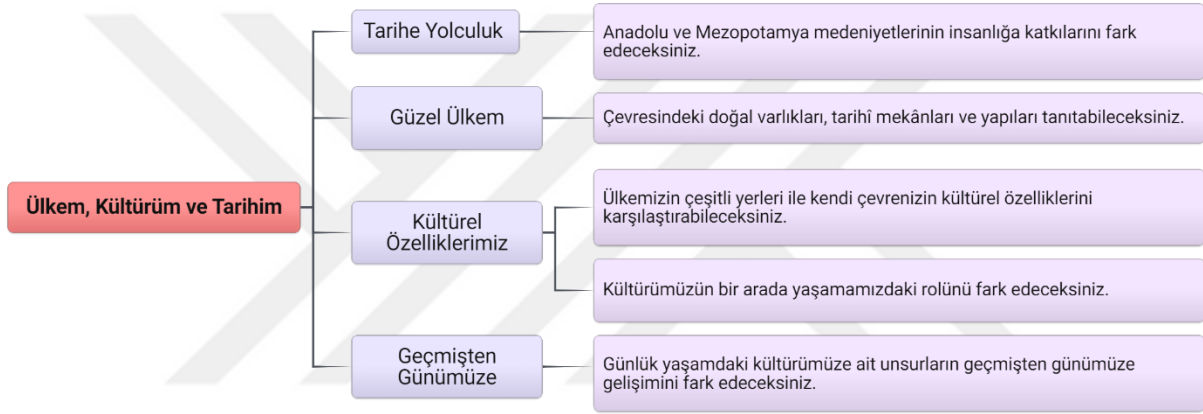 Tarihe Yolculuk
Anadolu ve Mezopotamya medeniyetlerinin insanlığa katkılarını fark
edeceksiniz.
Güzel Ülkem
Çevresindeki doğal varlıkları, tarihî mekânları ve yapıları tanıtabileceksiniz.
Ülkem, Kültürüm ve Tarihim
Kültürel
Özelliklerimiz
Ülkemizin çeşitli yerleri ile kendi çevrenizin kültürel özelliklerini
karşılaştırabileceksiniz.
Kültürümüzün bir arada yaşamamızdaki rolünü fark edeceksiniz.
Geçmişten
Günümüze
Günlük yaşamdaki kültürümüze ait unsurların geçmişten günümüze
gelişimini fark edeceksiniz.